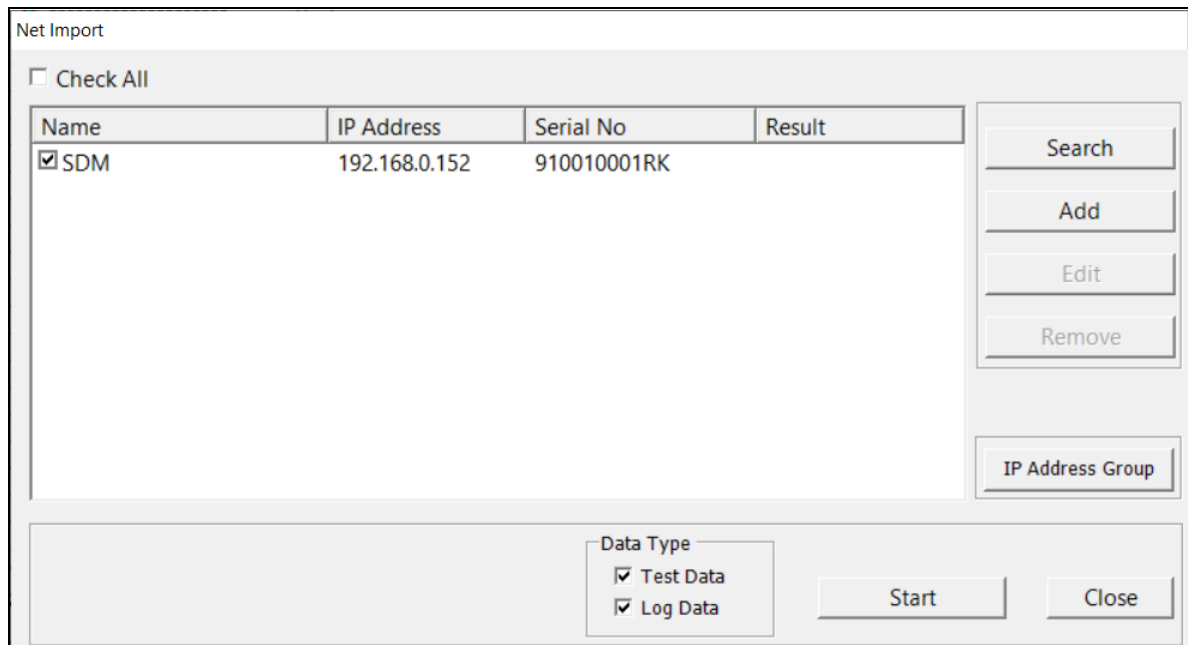 Net Import
Check All
Name IP Address Serial No Result
SDM 192.168.0.152 910010001RK
Search
Add
Edit
Remove
IP Address Group
Data Type
Test Data
Log Data
Start Close